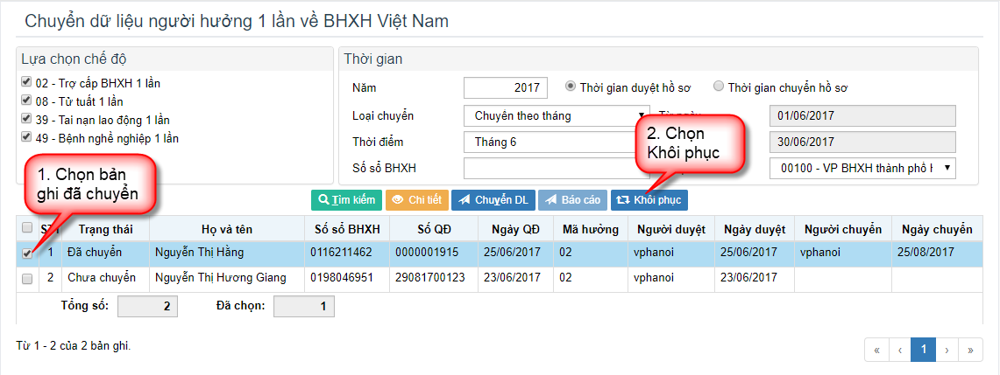 Chuyển dữ liệu người hưởng 1 lần về BHXH Việt Nam
Lựa chọn chế độ
02 - Trợ cấp BHXH 1 lần
08 - Tử tuất 1 lần
39 - Tai nạn lao động 1 lần
49 - Bệnh nghề nghiệp 1 lần
Thời gian
Năm 2017 Thời gian duyệt hồ sơ Thời gian chuyển hồ sơ
Loại chuyển Chuyển theo tháng Từ ngày 01/06/2017
Thời điểm Tháng 6 30/06/2017
Số sổ BHXH 00100 - VP BHXH thành phố
1. Chọn bản
ghi đã chuyển
2. Chọn
Khôi phục
Tìm kiếm Chi tiết Chuyển DL Báo cáo Khôi phục
Trạng thái Họ và tên Số sổ BHXH Số QĐ Ngày QĐ Mã hưởng Người duyệt Ngày duyệt Người chuyển Ngày chuyển
1 Đã chuyển Nguyễn Thị Hằng 0116211462 0000001915 25/06/2017 02 vphanoi 25/06/2017 vphanoi 25/08/2017
2 Chưa chuyển Nguyễn Thị Hương Giang 0198046951 29081700123 23/06/2017 02 vphanoi 23/06/2017
Tổng số: 2 Đã chọn: 1
Từ 1 - 2 của 2 bản ghi.
« ‹ 1 › »